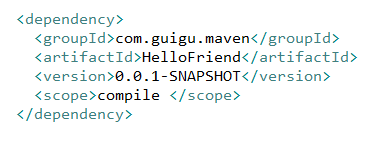 <dependency>
<groupId>com.guigu.maven</groupId>
<artifactId>HelloFriend</artifactId>
<version>0.0.1-SNAPSHOT</version>
<scope>compile </scope>
</dependency>